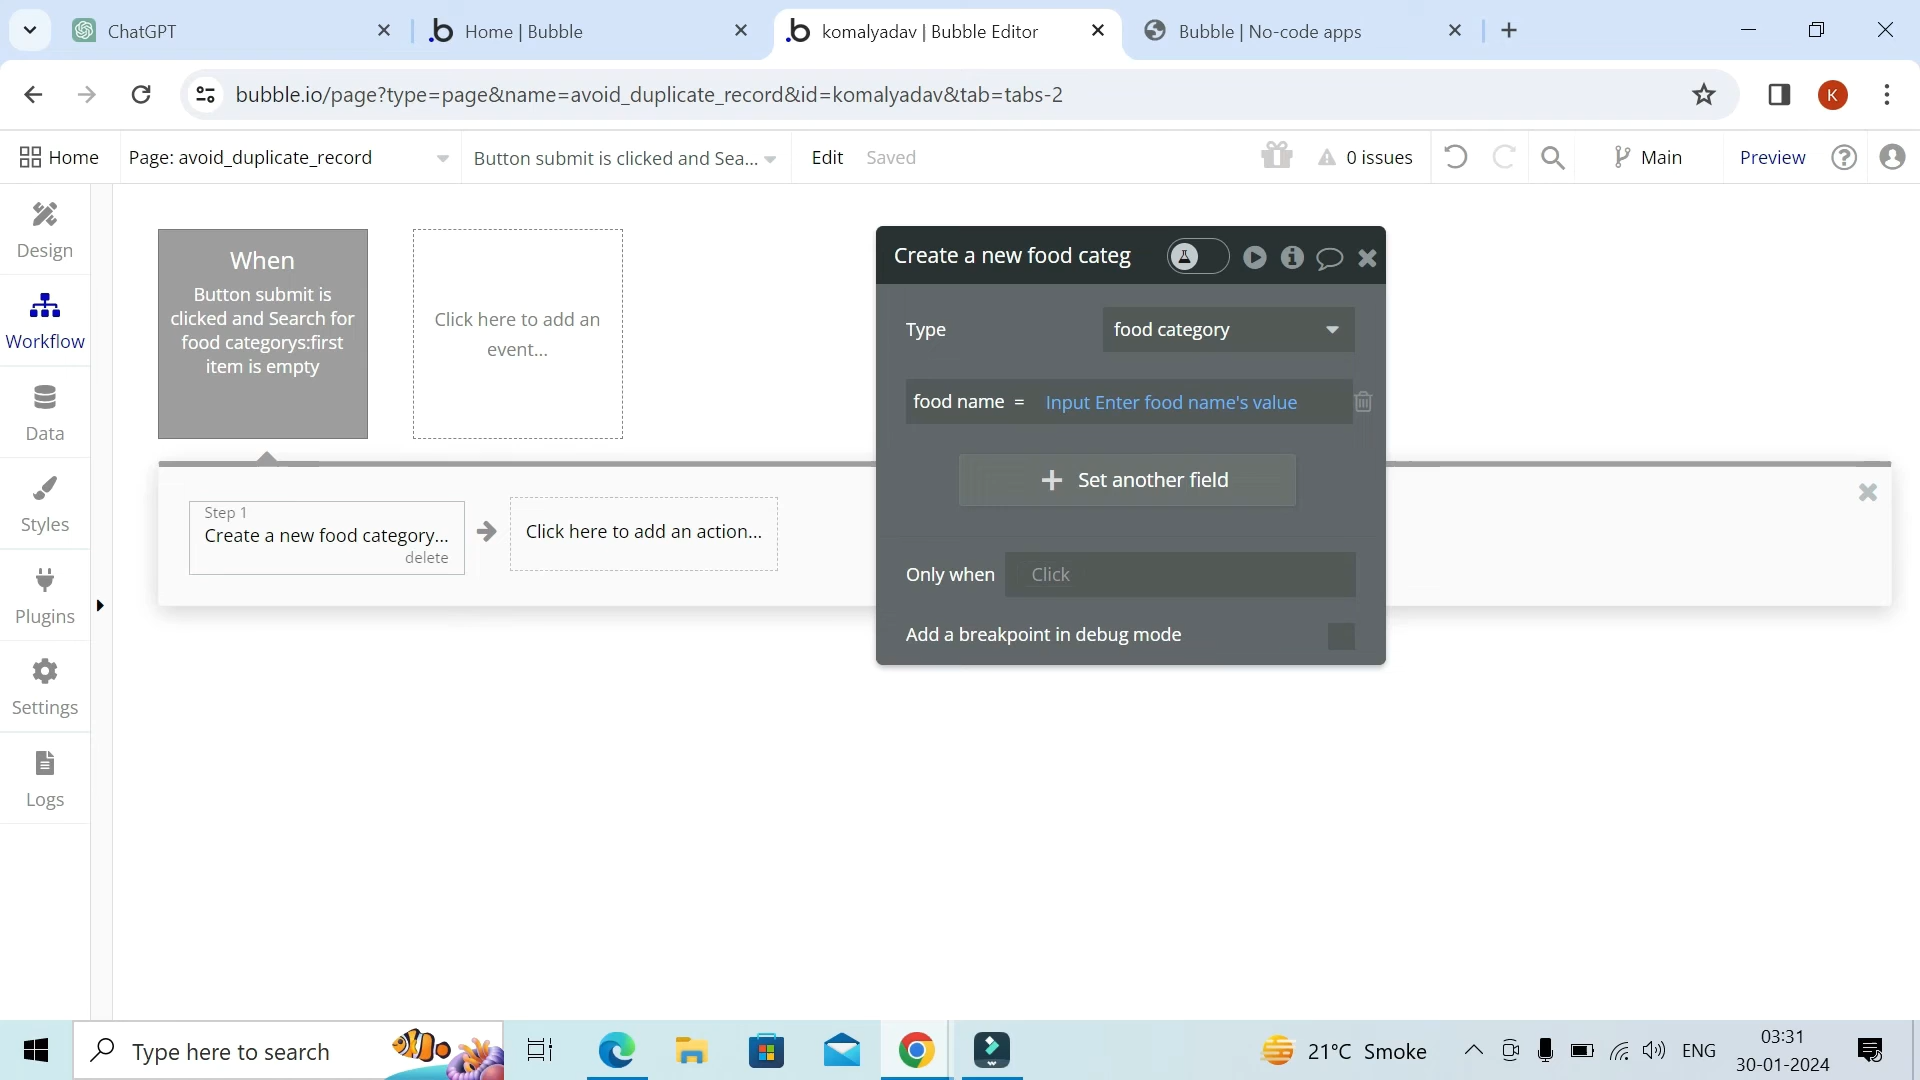 ChatGPT
Home | Bubble
komalyadav | Bubble Editor
Bubble | No-code apps
bubble.io/page?type=page&name=avoid_duplicate_record&id=komalyadav&tab=tabs-2
K
Home
Page: avoid_duplicate_record
Button submit is clicked and Sea...
Edit
Saved
0 issues
Main
Preview
Design
Workflow
Data
Styles
Plugins
Settings
Logs
When
Button submit is
clicked and Search for
food categorys:first
item is empty
Click here to add an
event...
Step 1
Create a new food category...
delete
Click here to add an action...
Create a new food categ
Type
food category
food name = Input Enter food name's value
Set another field
Only when
Click
Add a breakpoint in debug mode
Type here to search
21°C Smoke
ENG
03:31
30-01-2024